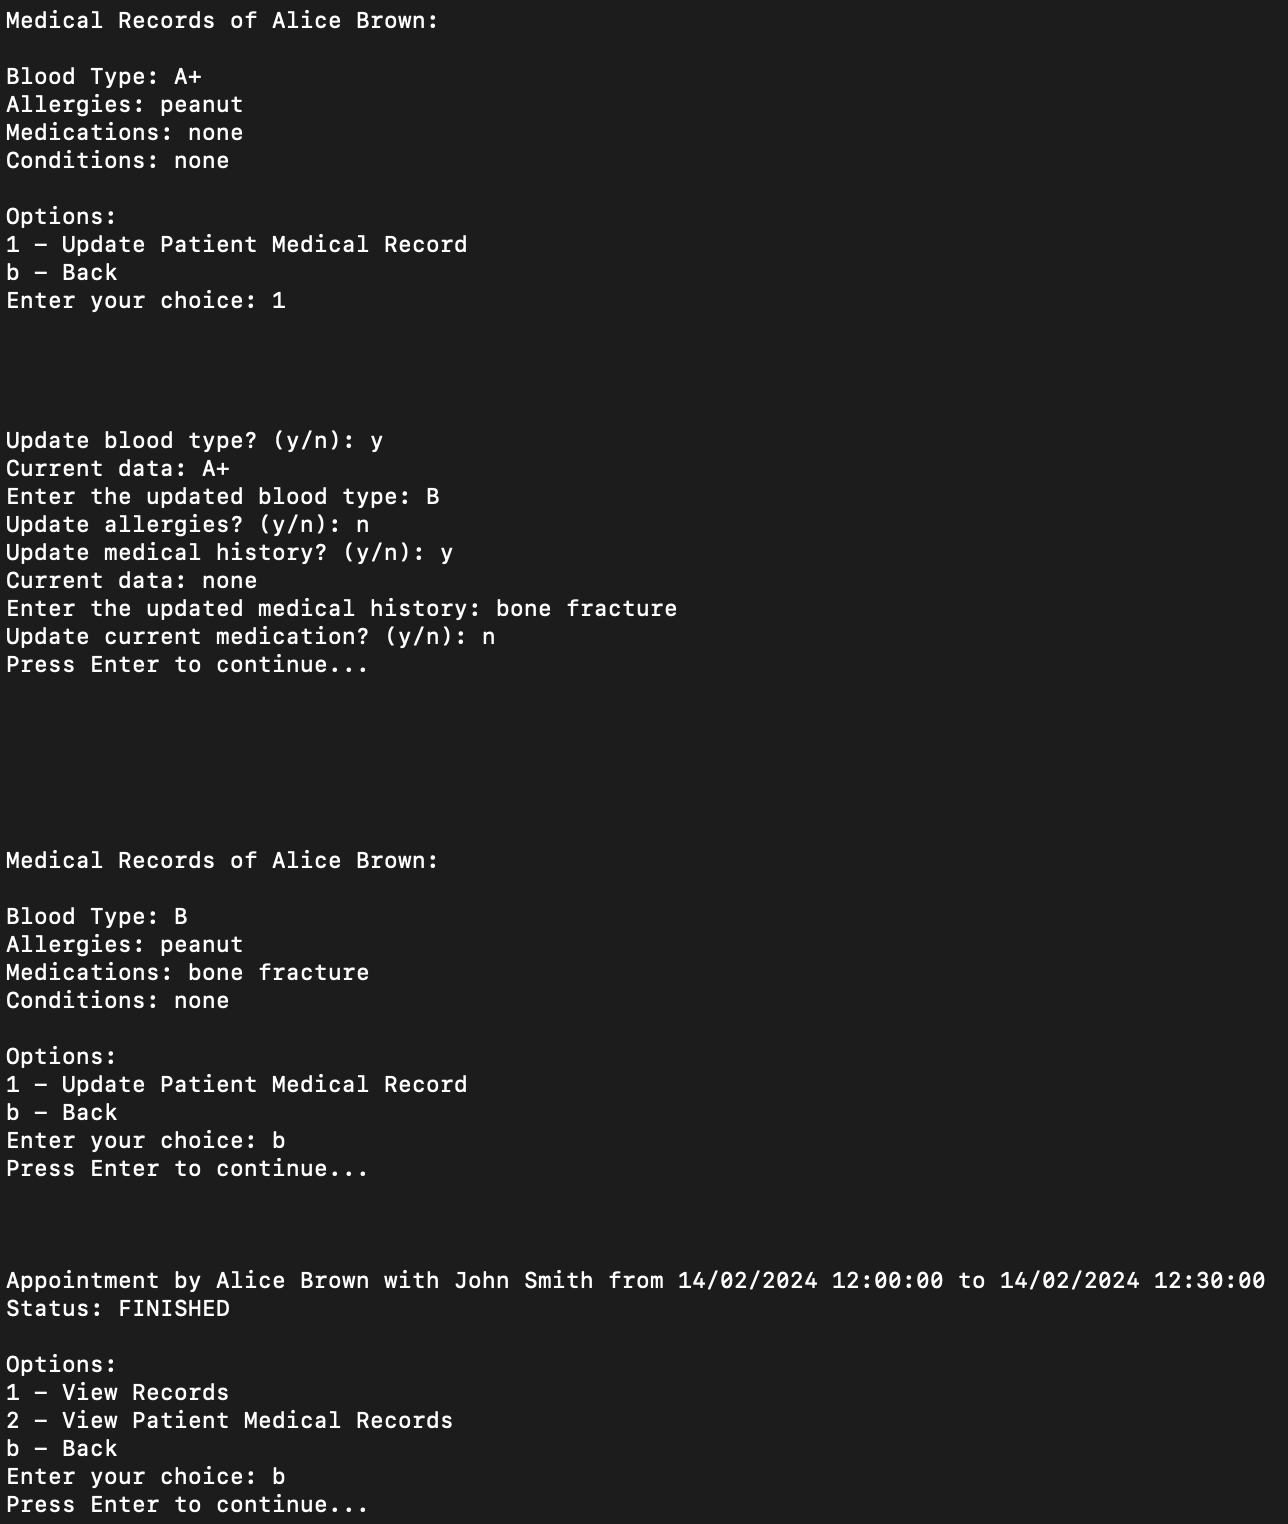 Medical Records of Alice Brown:
Blood Type: A+
Allergies: peanut
Medications: none
Conditions: none
Options:
1 – Update Patient Medical Record
b – Back
Enter your choice: 1
Update blood type? (y/n): y
Current data: A+
Enter the updated blood type: B
Update allergies? (y/n): n
Update medical history? (y/n): y
Current data: none
Enter the updated medical history: bone fracture
Update current medication? (y/n): n
Press Enter to continue...
Medical Records of Alice Brown:
Blood Type: B
Allergies: peanut
Medications: bone fracture
Conditions: none
Options:
1 – Update Patient Medical Record
b – Back
Enter your choice: b
Press Enter to continue...
Appointment by Alice Brown with John Smith from 14/02/2024 12:00:00 to 14/02/2024 12:30:00
Status: FINISHED
Options:
1 – View Records
2 – View Patient Medical Records
b – Back
Enter your choice: b
Press Enter to continue...